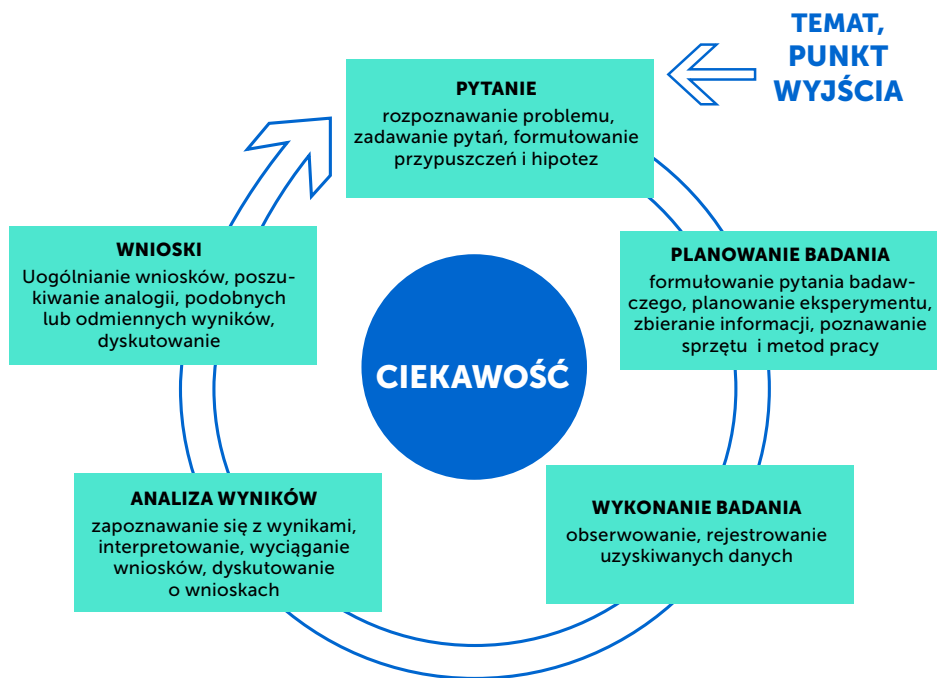 TEMAT,
PUNKT
WYJŚCIA
PYTANIE
rozpoznawanie problemu,
zadawanie pytań, formułowanie
przypuszczeń i hipotez
PLANOWANIE BADANIA
formułowanie pytania badaw-
czego, planowanie eksperymentu,
zbieranie informacji, poznawanie
sprzętu i metod pracy
WYKONANIE BADANIA
obserwowanie, rejestrowanie
uzyskiwanych danych
ANALIZA WYNIKÓW
zapoznawanie się z wynikami,
interpretowanie, wyciąganie
wniosków, dyskutowanie
o wnioskach
WNIOSKI
Uogólnianie wniosków, poszu-
kiwanie analogii, podobnych
lub odmiennych wyników,
dyskutowanie
CIEKAWOŚĆ